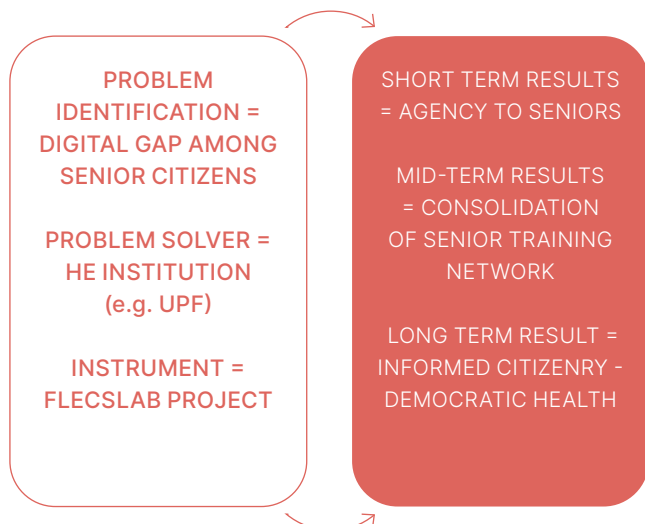 PROBLEM
IDENTIFICATION =
DIGITAL GAP AMONG
SENIOR CITIZENS
PROBLEM SOLVER =
HE INSTITUTION
(e.g. UPF)
INSTRUMENT =
FLECSLAB PROJECT
SHORT TERM RESULTS
= AGENCY TO SENIORS
MID-TERM RESULTS
= CONSOLIDATION
OF SENIOR TRAINING
NETWORK
LONG TERM RESULT =
INFORMED CITIZENRY -
DEMOCRATIC HEALTH